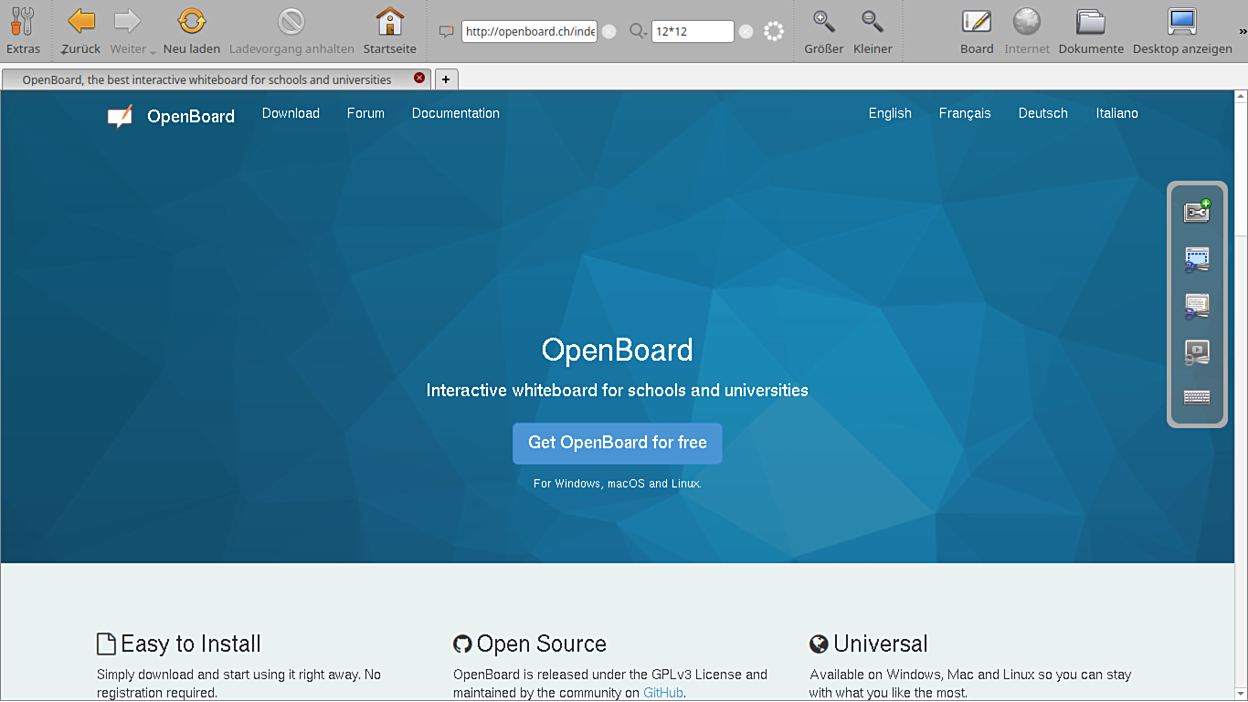 Extras
Zurück
Weiter
Neu laden
Ladevorgang anhalten
Startseite
http://openboard.ch/inde
12*12
Größer
Kleiner
Board
Internet
Dokumente
Desktop anzeigen
»
OpenBoard, the best interactive whiteboard for schools and universities
+
OpenBoard
Download
Forum
Documentation
English
Français
Deutsch
Italiano
OpenBoard
Interactive whiteboard for schools and universities
Get OpenBoard for free
For Windows, macOS and Linux.
Easy to Install
Simply download and start using it right away. No
registration required.
Open Source
OpenBoard is released under the GPLv3 License and
maintained by the community on GitHub.
Universal
Available on Windows, Mac and Linux so you can stay
with what you like the most.